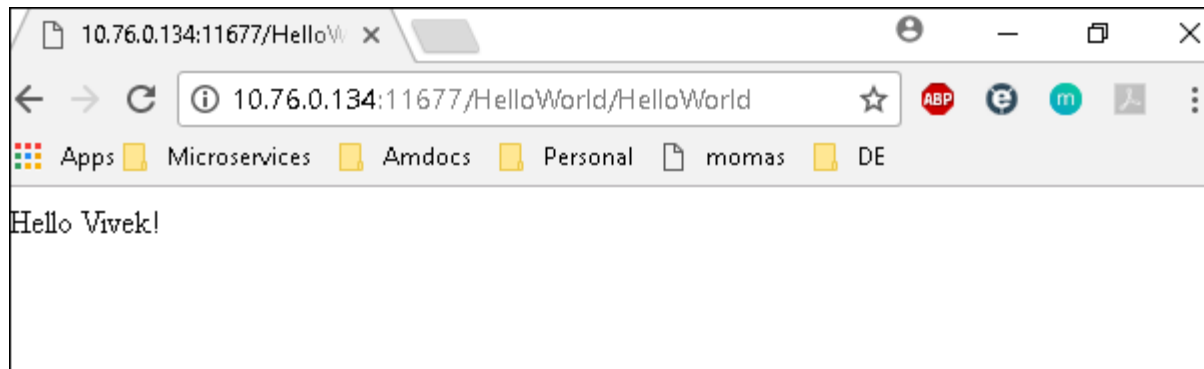 10.76.0.134:11677/HelloW
10.76.0.134:11677/HelloWorld/HelloWorld
ABP
e
m
Apps Microservices Amdocs Personal momas DE
Hello Vivek!